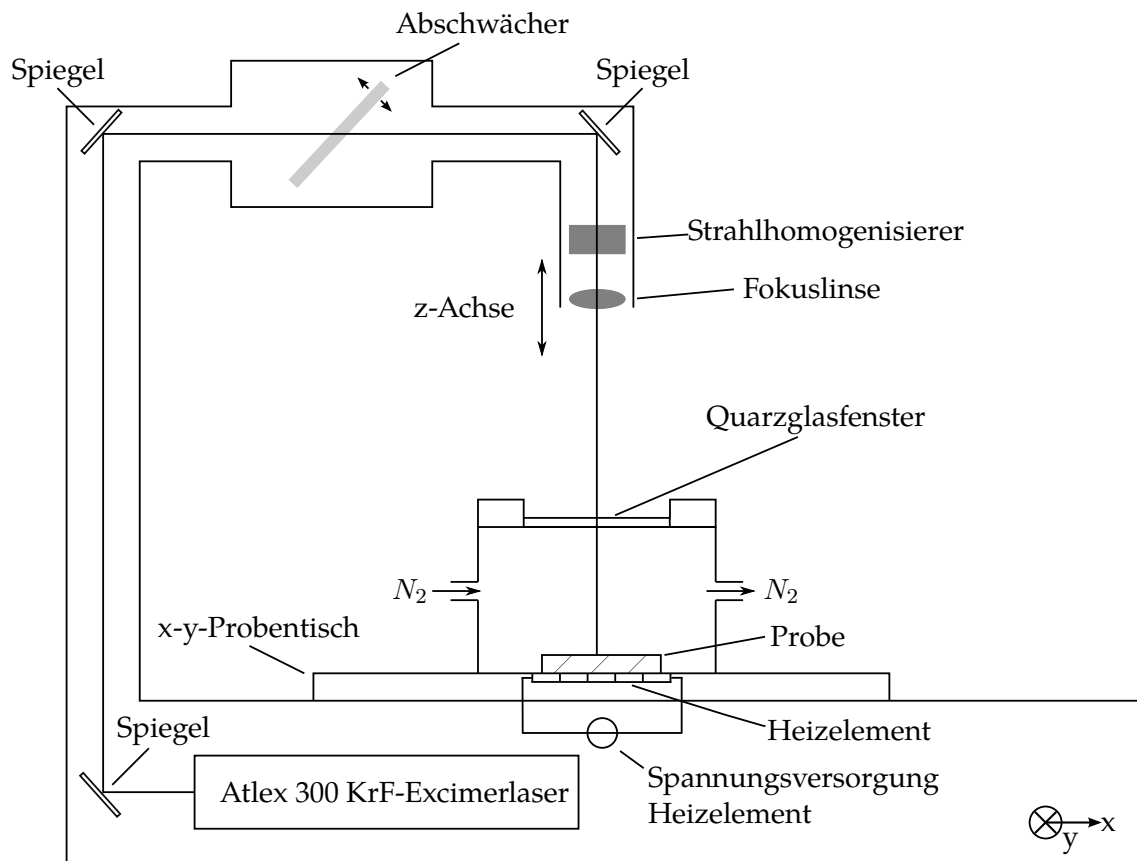 Abschwächer
Spiegel
Spiegel
Strahlhomogenisierer
Fokuslinse
z-Achse
Quarzglasfenster
N2
N2
x-y-Probentisch
Probe
Spiegel
Heizelement
Atlex 300 KrF-Excimerlaser
Spannungsversorgung
Heizelement
x
y